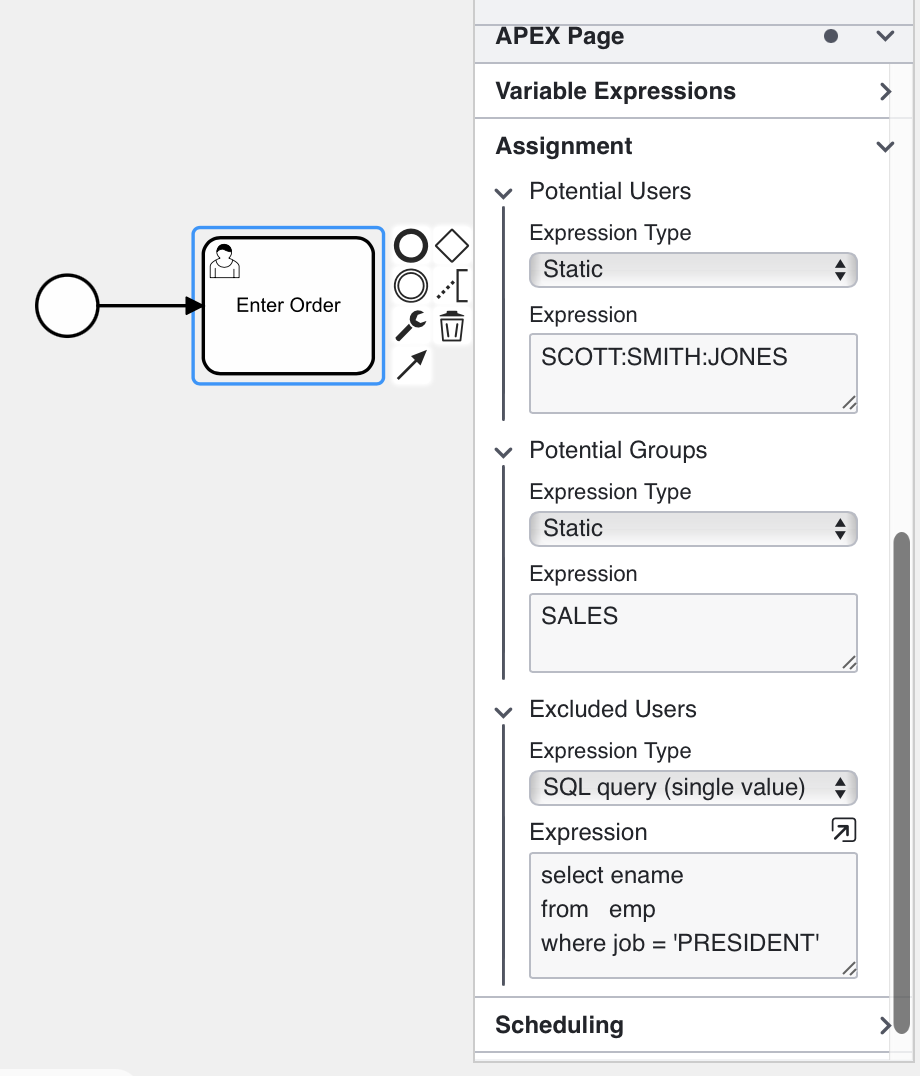 APEX Page
Variable Expressions
Assignment
Potential Users
Expression Type
Static
Enter Order
Expression
SCOTT:SMITH:JONES
Potential Groups
Expression Type
Static
Expression
SALES
Excluded Users
Expression Type
SQL query (single value)
Expression
select ename
from   emp
where job = 'PRESIDENT'
Scheduling